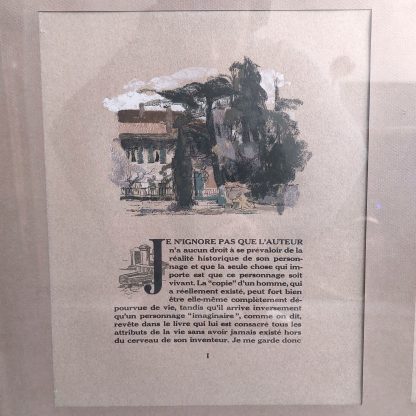 JE N'IGNORE PAS QUE L'AUTEUR
n'a aucun droit à se prévaloir de la
réalité historique de son person-
nage et que la seule chose qui im-
porte est que ce personnage soit
vivant. La "copie" d'un homme, qui
a réellement existé, peut fort bien
être elle-même complètement dé-
pourvue de vie, tandis qu'il arrive inversement
qu'un personnage "imaginaire", comme on dit,
revête dans le livre qui lui est consacré tous les
attributs de la vie sans avoir jamais existé hors
du cerveau de son inventeur. Je me garde donc
I